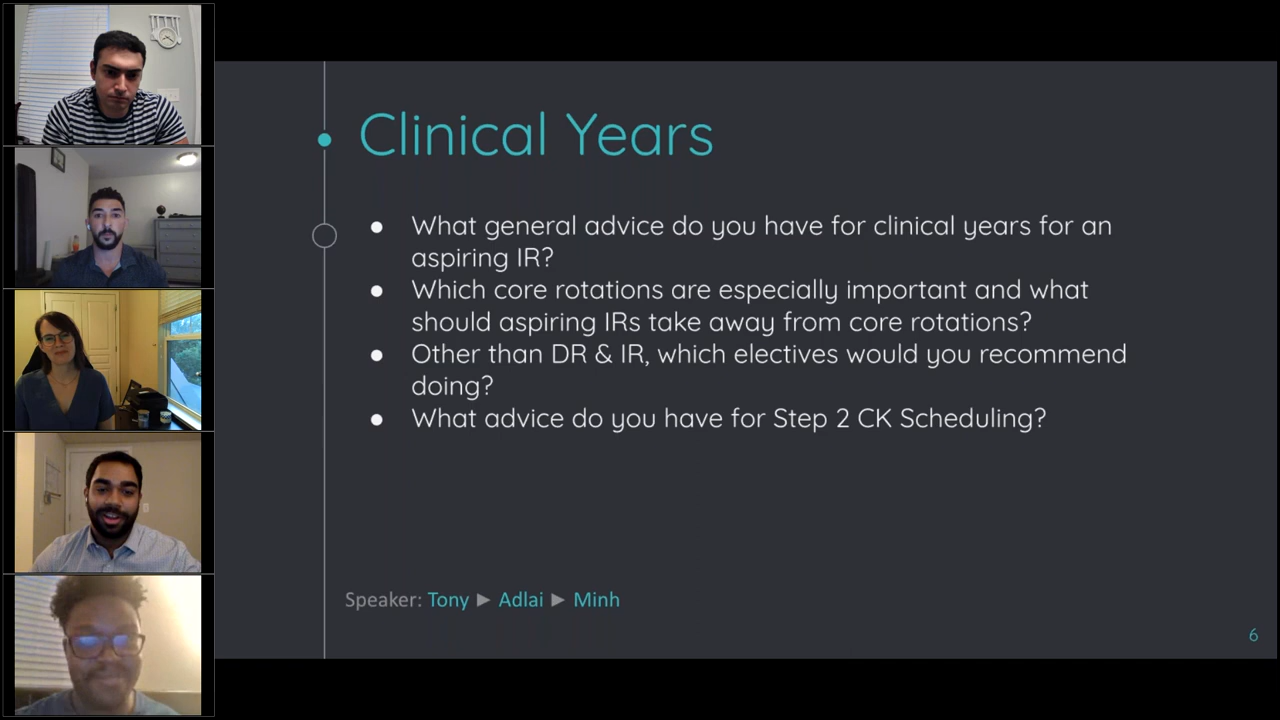 Clinical Years
● What general advice do you have for clinical years for an
aspiring IR?
● Which core rotations are especially important and what
should aspiring IRs take away from core rotations?
● Other than DR & IR, which electives would you recommend
doing?
● What advice do you have for Step 2 CK Scheduling?
Speaker: Tony ► Adlai ► Minh
6